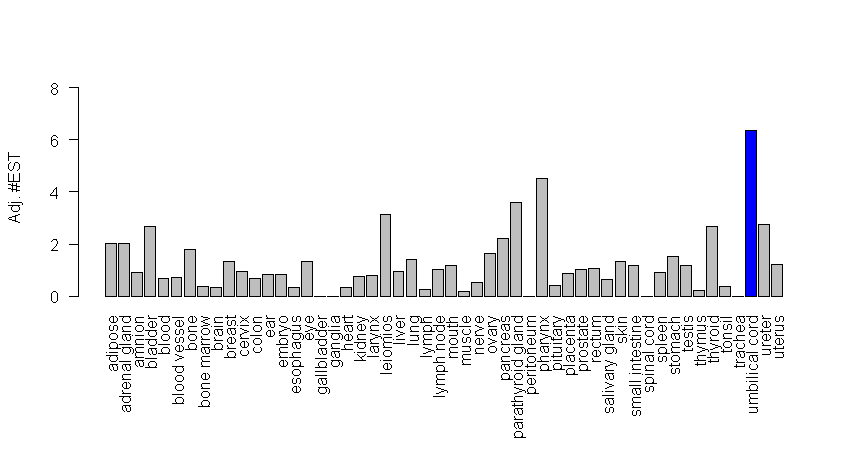 8
6
4
2
0
Adj. #EST
adipose
adrenal gland
amnion
bladder
blood
blood vessel
bone
bone marrow
brain
breast
cervix
colon
ear
embryo
esophagus
eye
gallbladder
ganglia
heart
kidney
larynx
leiomios
liver
lung
lymph
lymph node
mouth
muscle
nerve
ovary
pancreas
parathyroid gland
peritoneum
pharynx
pituitary
placenta
prostate
rectum
salivary gland
skin
small intestine
spinal cord
spleen
stomach
testis
thymus
thyroid
tonsil
trachea
umbilical cord
ureter
uterus